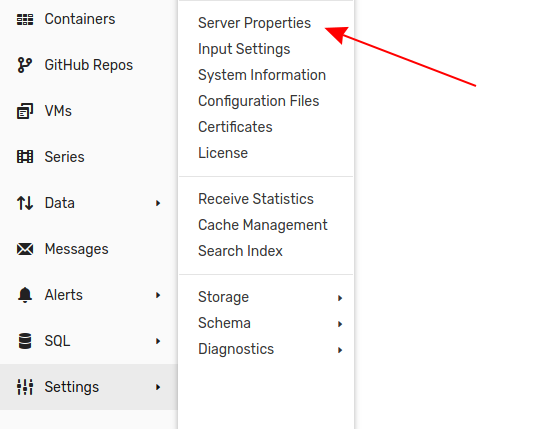 Containers
GitHub Repos
VMs
Series
Data
Messages
Alerts
SQL
Settings
Server Properties
Input Settings
System Information
Configuration Files
Certificates
License
Receive Statistics
Cache Management
Search Index
Storage
Schema
Diagnostics